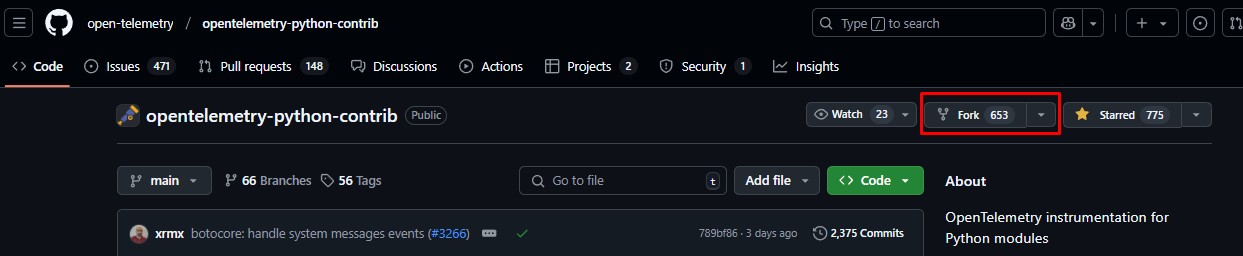 open-telemetry / opentelemetry-python-contrib Type / to search
Code Issues 471 Pull requests 148 Discussions Actions Projects 2 Security 1 Insights
opentelemetry-python-contrib Public Watch 23 Fork 653 Starred 775
main 66 Branches 56 Tags Go to file t Add file Code About
OpenTelemetry instrumentation for
Python modules
xrmx botocore: handle system messages events (#3266) 789bf86 · 3 days ago 2,375 Commits